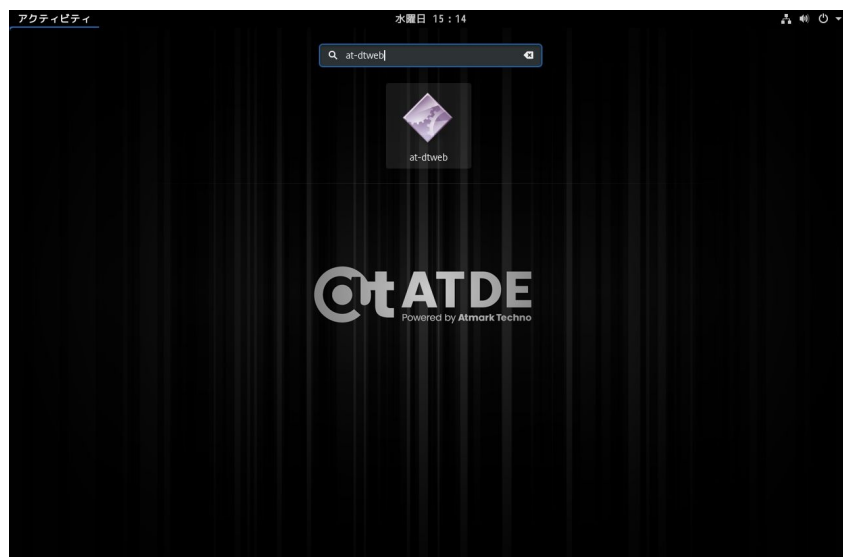 アクティビティ
水曜日 15：14
at-dtweb
at-dtweb
at ATDE
Powered by Atmark Techno